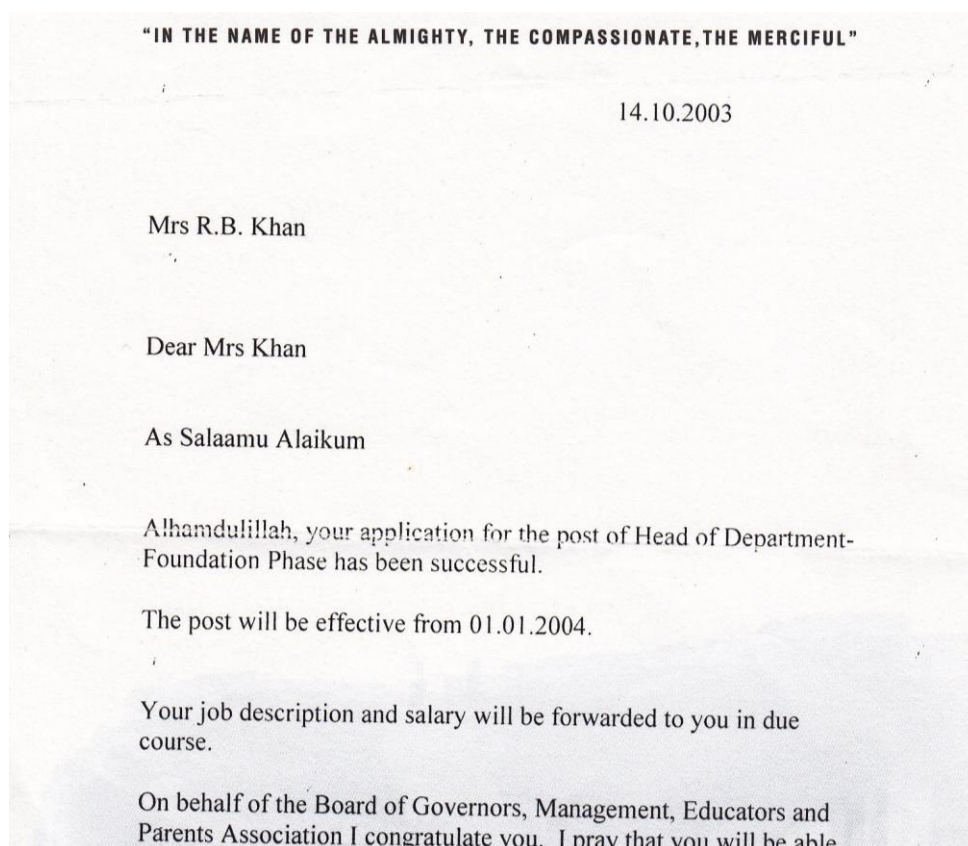 "IN THE NAME OF THE ALMIGHTY, THE COMPASSIONATE,THE MERCIFUL"
14.10.2003
Mrs R.B. Khan
Dear Mrs Khan
As Salaamu Alaikum
Alhamdulillah, your application for the post of Head of Department-
Foundation Phase has been successful.
The post will be effective from 01.01.2004.
Your job description and salary will be forwarded to you in due
course.
On behalf of the Board of Governors, Management, Educators and
Parents Association I congratulate you. I pray that you will be able